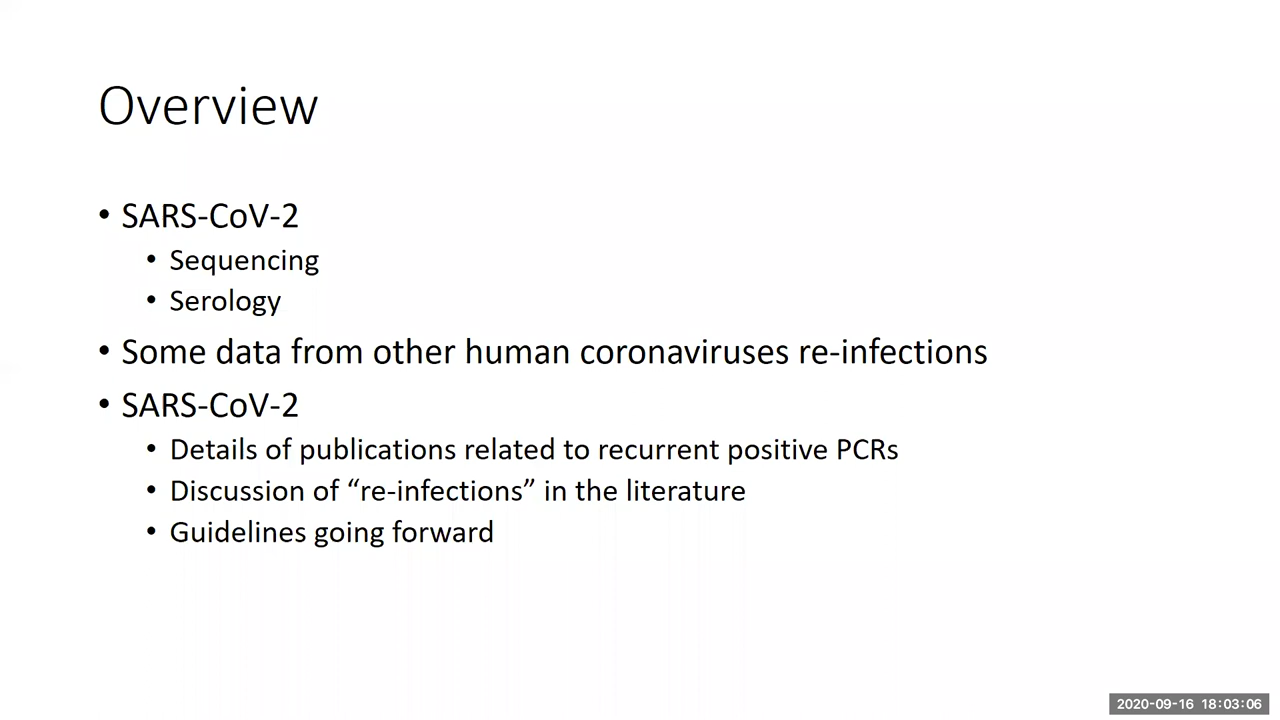 Overview
• SARS-CoV-2
• Sequencing
• Serology
• Some data from other human coronaviruses re-infections
• SARS-CoV-2
• Details of publications related to recurrent positive PCRs
• Discussion of “re-infections” in the literature
• Guidelines going forward
2020-09-16 18:03:06